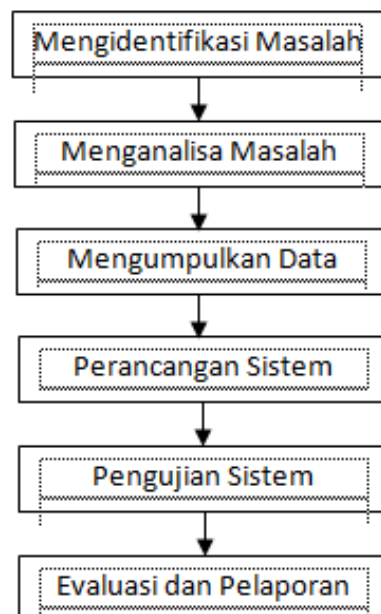 Mengidentifikasi Masalah
Menganalisa Masalah
Mengumpulkan Data
Perancangan Sistem
Pengujian Sistem
Evaluasi dan Pelaporan